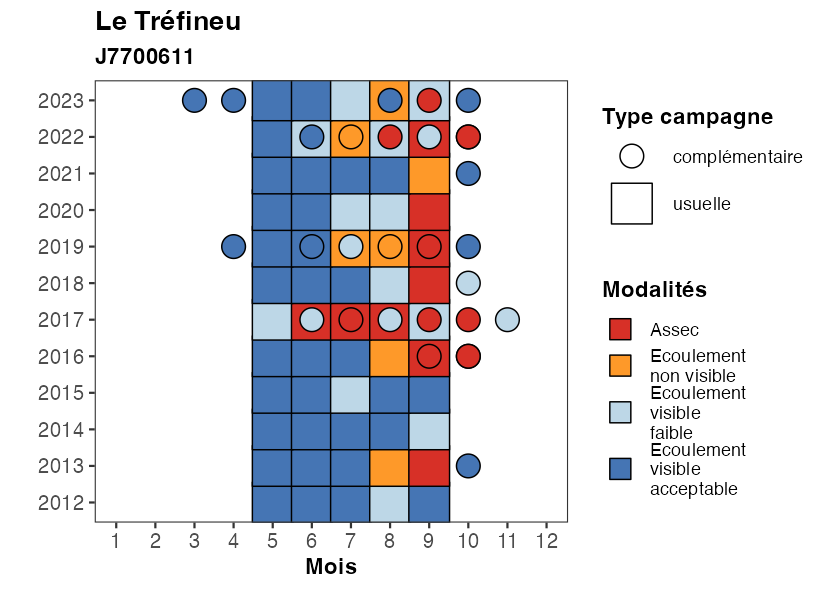 Le Tréfineu
J7700611
2023
2022
2021
2020
2019
2018
2017
2016
2015
2014
2013
2012
1 2 3 4 5 6 7 8 9 10 11 12
Mois
Type campagne
complémentaire
usuelle
Modalités
Assec
Ecoulement
non visible
Ecoulement
visible
faible
Ecoulement
visible
acceptable